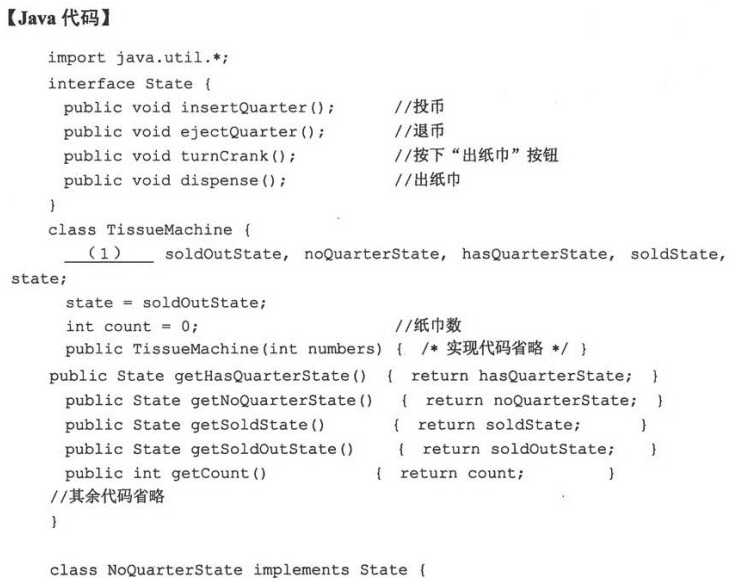 【Java 代码】
import java.util.*;
interface State {
public void insertQuarter(); //投币
public void ejectQuarter(); //退币
public void turnCrank(); //按下“出纸巾”按钮
public void dispense(); //出纸巾
}
class TissueMachine {
（1） soldOutState, noQuarterState, hasQuarterState, soldState,
state;
state = soldOutState;
int count = 0; //纸巾数
public TissueMachine(int numbers) { /* 实现代码省略 */ }
public State getHasQuarterState() { return hasQuarterState; }
public State getNoQuarterState() { return noQuarterState; }
public State getSoldState() { return soldState; }
public State getSoldOutState() { return soldOutState; }
public int getCount() { return count; }
//其余代码省略
}
class NoQuarterState implements State {